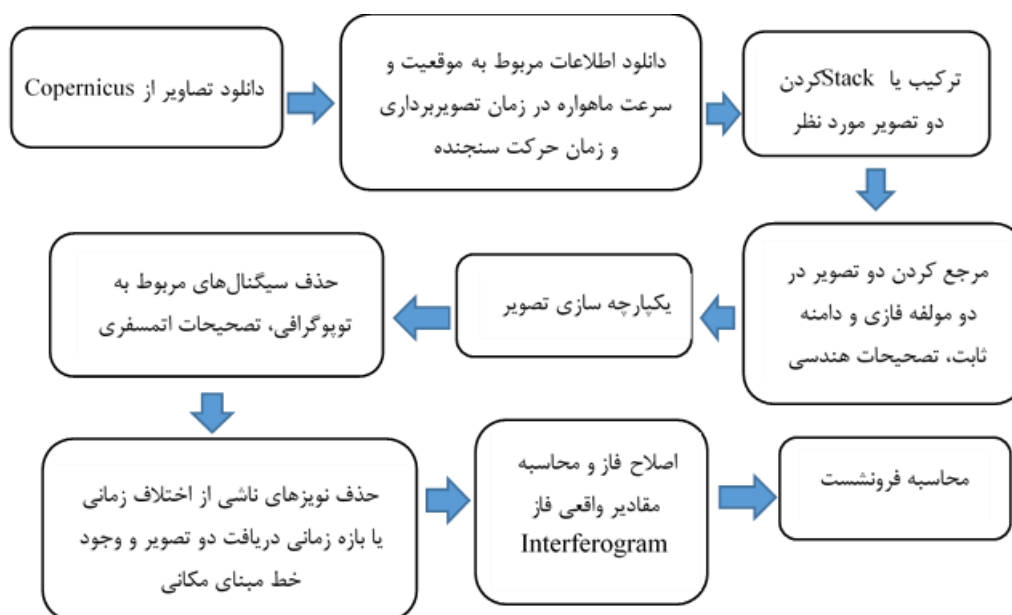 دانلود تصاویر از Copernicus
دانلود اطلاعات مربوط به موقعیت و
سرعت ماهواره در زمان تصویربرداری
و زمان حرکت سنجنده
ترکیب یا Stackکردن
دو تصویر مورد نظر
مرجع کردن دو تصویر در
دو مولفه فازی و دامنه
ثابت، تصحیحات هندسی
یکپارچه سازی تصویر
حذف سیگنال‌های مربوط به
توپوگرافی، تصحیحات اتمسفری
حذف نویزهای ناشی از اختلاف زمانی
یا بازه زمانی دریافت دو تصویر و وجود
خط مبنای مکانی
اصلاح فاز و محاسبه
مقادیر واقعی فاز
Interferogram
محاسبه فرونشست